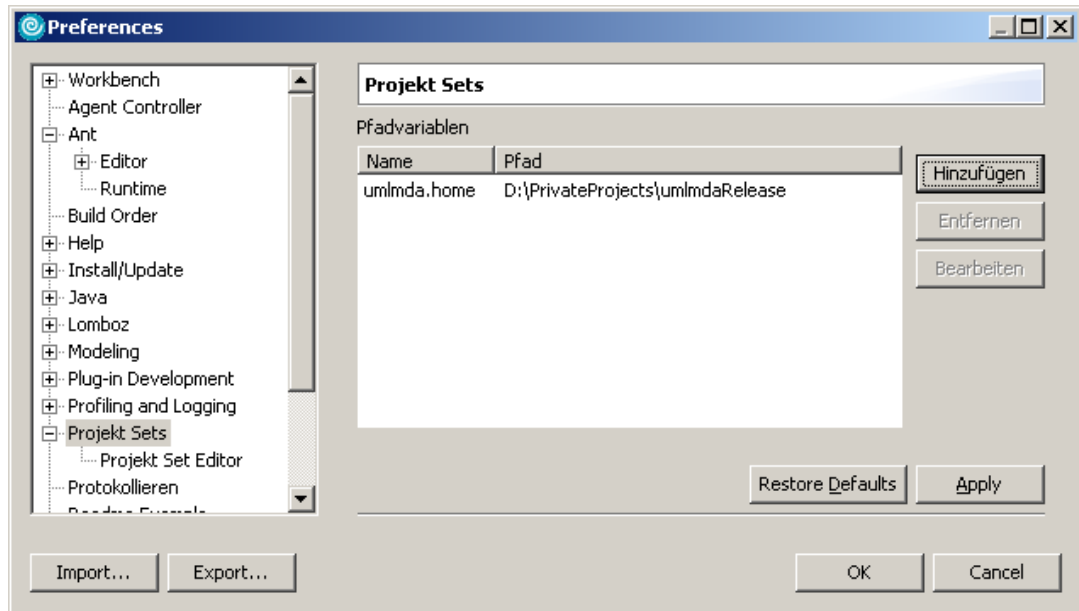 Preferences
Workbench
Agent Controller
Ant
Editor
Runtime
Build Order
Help
Install/Update
Java
Lomboz
Modeling
Plug-in Development
Profiling and Logging
Projekt Sets
Projekt Set Editor
Protokollieren
Projekt Sets
Pfadvariablen
Name Pfad
umlmda.home D:\PrivateProjects\umlmdaRelease
Hinzufügen
Entfernen
Bearbeiten
Restore Defaults Apply
Import... Export... OK Cancel